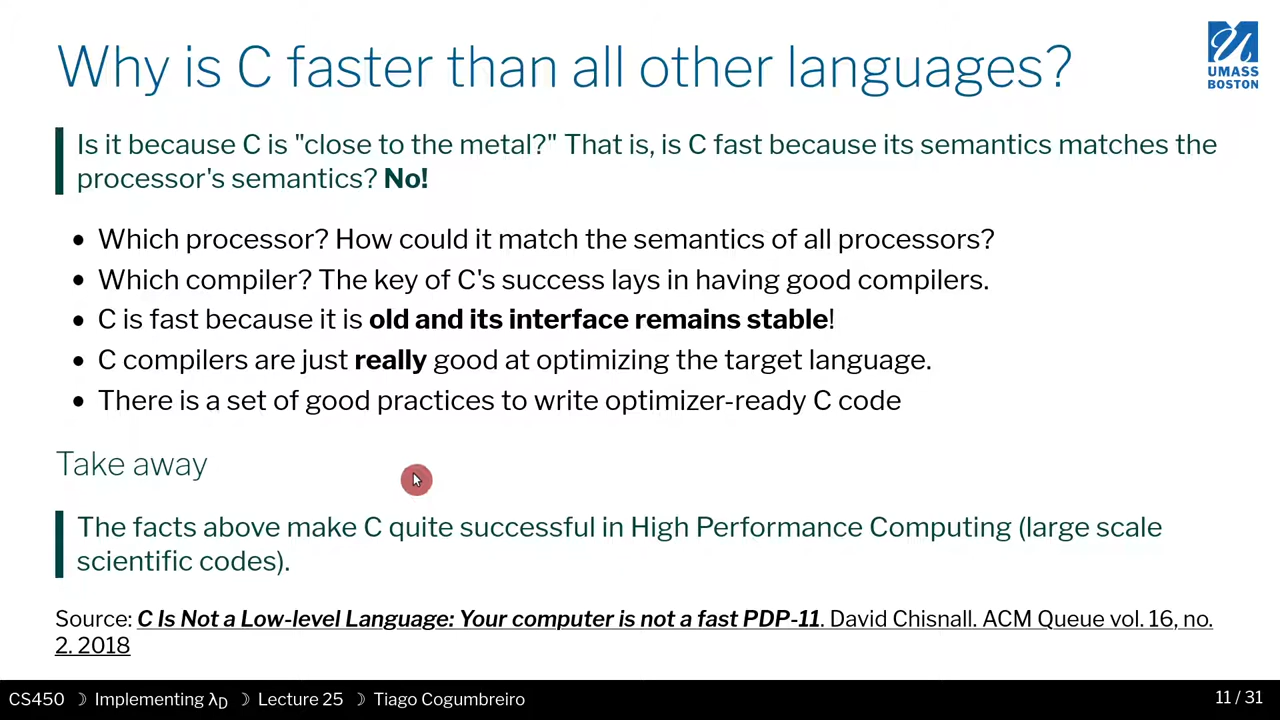 Why is C faster than all other languages?
UMASS
BOSTON
Is it because C is "close to the metal?" That is, is C fast because its semantics matches the
processor's semantics? No!
• Which processor? How could it match the semantics of all processors?
• Which compiler? The key of C's success lays in having good compilers.
• C is fast because it is old and its interface remains stable!
• C compilers are just really good at optimizing the target language.
• There is a set of good practices to write optimizer-ready C code
Take away
The facts above make C quite successful in High Performance Computing (large scale
scientific codes).
Source: C Is Not a Low-level Language: Your computer is not a fast PDP-11. David Chisnall. ACM Queue vol. 16, no.
2. 2018
CS450 ☽ Implementing λD ☽ Lecture 25 ☽ Tiago Cogumbreiro
11 / 31